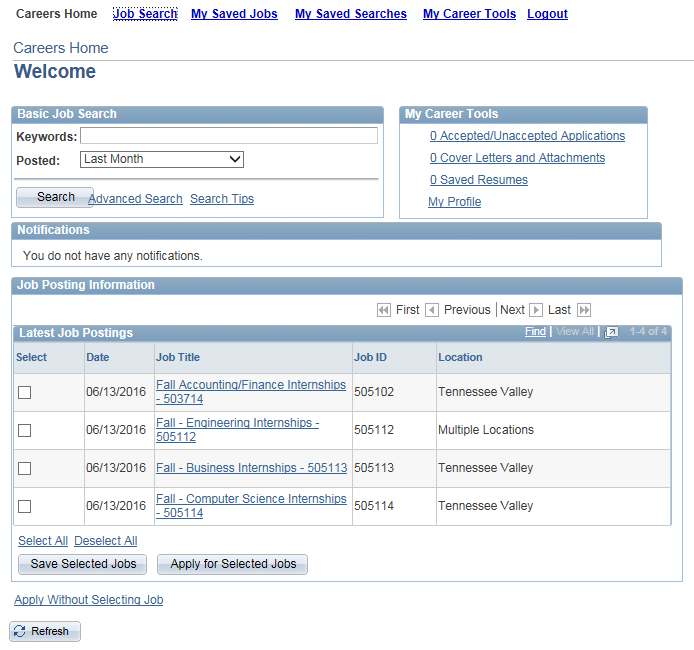 Careers Home Job Search My Saved Jobs My Saved Searches My Career Tools Logout
Careers Home
Welcome
Basic Job Search
Keywords:
Posted: Last Month
Search Advanced Search Search Tips
My Career Tools
0 Accepted/Unaccepted Applications
0 Cover Letters and Attachments
0 Saved Resumes
My Profile
Notifications
You do not have any notifications.
Job Posting Information
First Previous Next Last
Latest Job Postings Find | View All | 1-4 of 4
Select Date Job Title Job ID Location
06/13/2016 Fall Accounting/Finance Internships - 503714 505102 Tennessee Valley
06/13/2016 Fall - Engineering Internships - 505112 505112 Multiple Locations
06/13/2016 Fall - Business Internships - 505113 505113 Tennessee Valley
06/13/2016 Fall - Computer Science Internships - 505114 505114 Tennessee Valley
Select All Deselect All
Save Selected Jobs Apply for Selected Jobs
Apply Without Selecting Job
Refresh